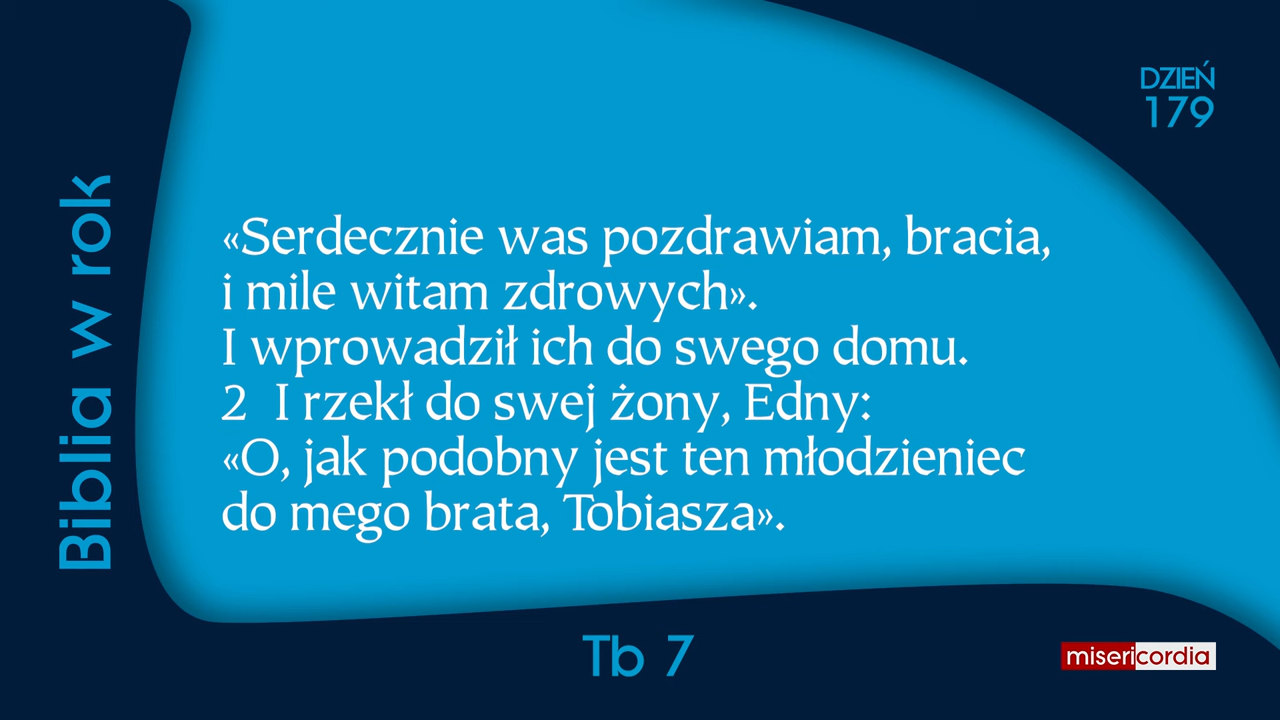 DZIEŃ
179
Biblia w rok
«Serdecznie was pozdrawiam, bracia,
i mile witam zdrowych».
I wprowadził ich do swego domu.
2 I rzekł do swej żony, Edny:
«O, jak podobny jest ten młodzieniec
do mego brata, Tobiasza».
Tb 7
misericordia